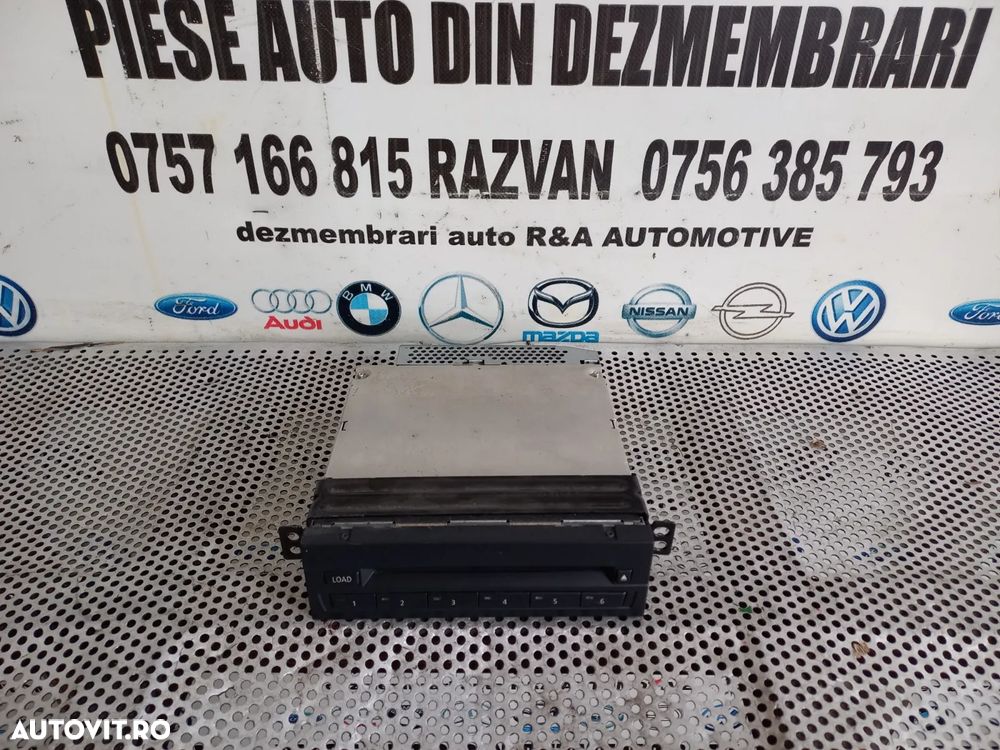 PIESE AUTO DIN DEZMEMBRARI
0757 166 815 RAZVAN 0756 385 793
dezmembrari auto R&A AUTOMOTIVE
Ford Audi BMW mazda NISSAN Ford
LOAD
1 2 3 4 5 6
AUTOVIT.RO